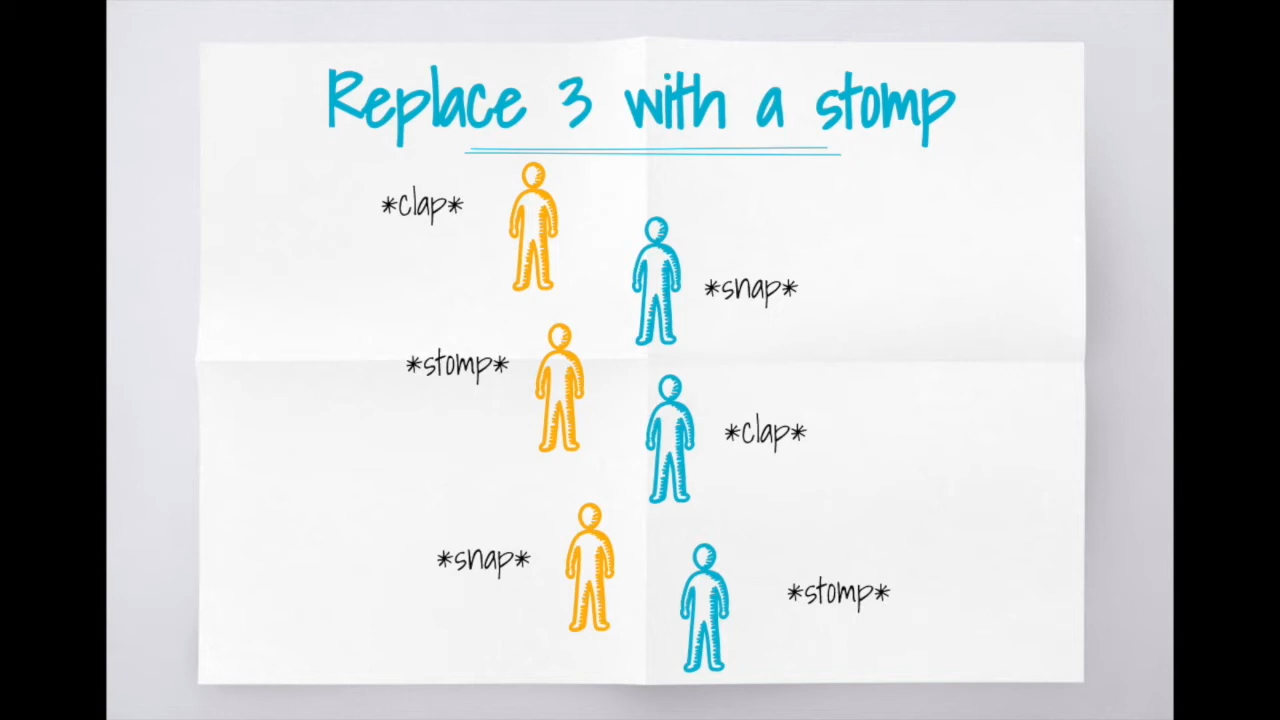 Replace 3 with a stomp
*clap*
*snap*
*stomp*
*clap*
*snap*
*stomp*